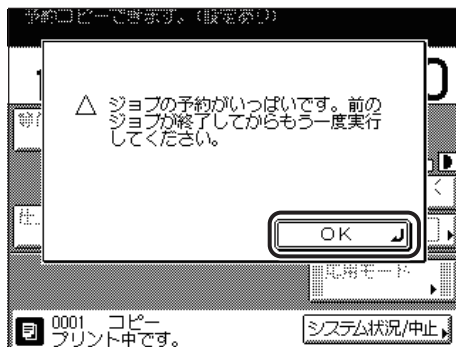 予約コピーできます。(設定あり)
ジョブの予約がいっぱいです。前の
ジョブが終了してからもう一度実行
してください。
OK
応用モード
0001 コピー
プリント中です。
システム状況/中止